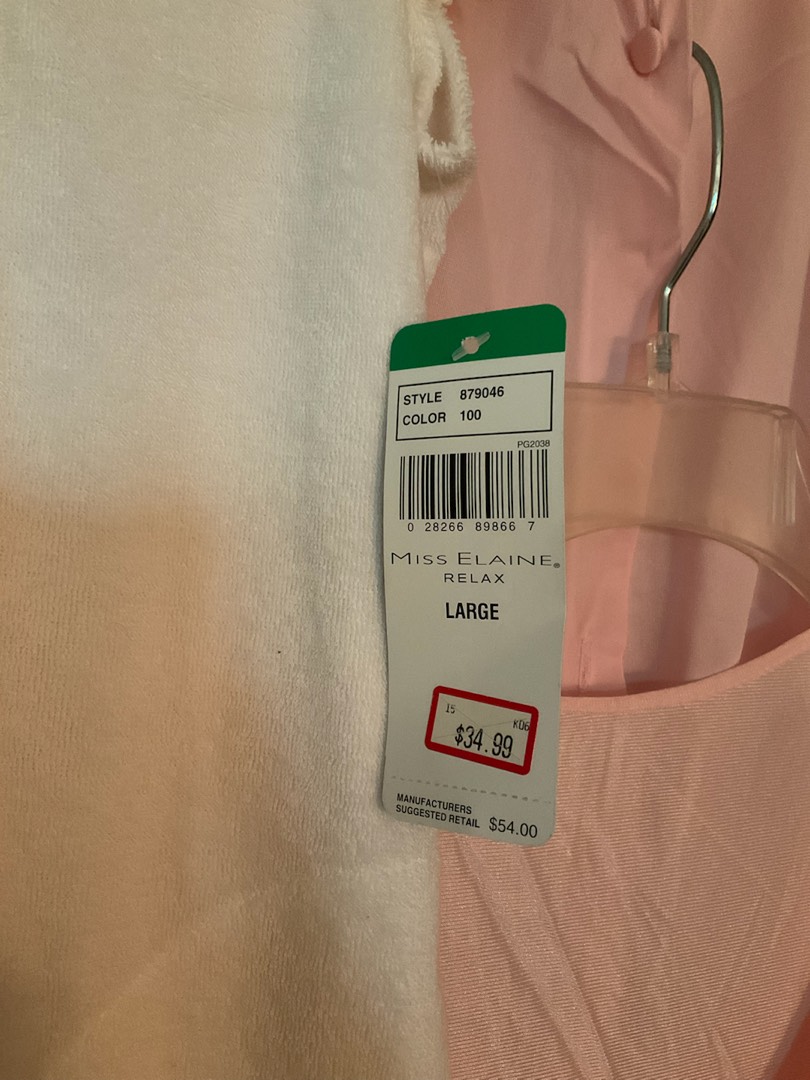 STYLE 879046
COLOR 100
PG2038
0 28266 89866 7
MISS ELAINE®
RELAX
LARGE
15 KD6
$34.99
MANUFACTURERS
SUGGESTED RETAIL $54.00